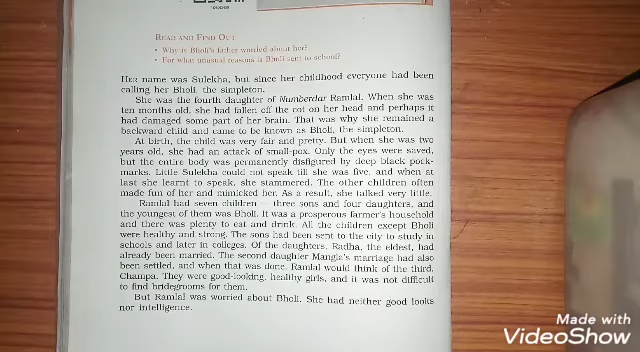 READ AND FIND OUT
• Why is Bholi's father worried about her?
• For what unusual reasons is Bholi sent to school?
HER name was Sulekha, but since her childhood everyone had been
calling her Bholi, the simpleton.
She was the fourth daughter of Numberdar Ramlal. When she was
ten months old, she had fallen off the cot on her head and perhaps it
had damaged some part of her brain. That was why she remained a
backward child and came to be known as Bholi, the simpleton.
At birth, the child was very fair and pretty. But when she was two
years old, she had an attack of small-pox. Only the eyes were saved,
but the entire body was permanently disfigured by deep black pock-
marks. Little Sulekha could not speak till she was five, and when at
last she learnt to speak, she stammered. The other children often
made fun of her and mimicked her. As a result, she talked very little.
Ramlal had seven children — three sons and four daughters, and
the youngest of them was Bholi. It was a prosperous farmer's household
and there was plenty to eat and drink. All the children except Bholi
were healthy and strong. The sons had been sent to the city to study in
schools and later in colleges. Of the daughters, Radha, the eldest, had
already been married. The second daughter Mangla's marriage had also
been settled, and when that was done, Ramlal would think of the third,
Champa. They were good-looking, healthy girls, and it was not difficult
to find bridegrooms for them.
But Ramlal was worried about Bholi. She had neither good looks
nor intelligence.
Made with
VideoShow